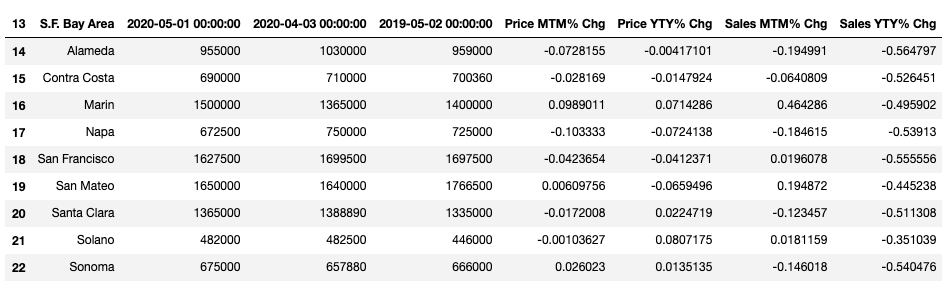 13 S.F. Bay Area 2020-05-01 00:00:00 2020-04-03 00:00:00 2019-05-02 00:00:00 Price MTM% Chg Price YTY% Chg Sales MTM% Chg Sales YTY% Chg
14 Alameda 955000 1030000 959000 -0.0728155 -0.00417101 -0.194991 -0.564797
15 Contra Costa 690000 710000 700360 -0.028169 -0.0147924 -0.0640809 -0.526451
16 Marin 1500000 1365000 1400000 0.0989011 0.0714286 0.464286 -0.495902
17 Napa 672500 750000 725000 -0.103333 -0.0724138 -0.184615 -0.53913
18 San Francisco 1627500 1699500 1697500 -0.0423654 -0.0412371 0.0196078 -0.555556
19 San Mateo 1650000 1640000 1766500 0.00609756 -0.0659496 0.194872 -0.445238
20 Santa Clara 1365000 1388890 1335000 -0.0172008 0.0224719 -0.123457 -0.511308
21 Solano 482000 482500 446000 -0.00103627 0.0807175 0.0181159 -0.351039
22 Sonoma 675000 657880 666000 0.026023 0.0135135 -0.146018 -0.540476